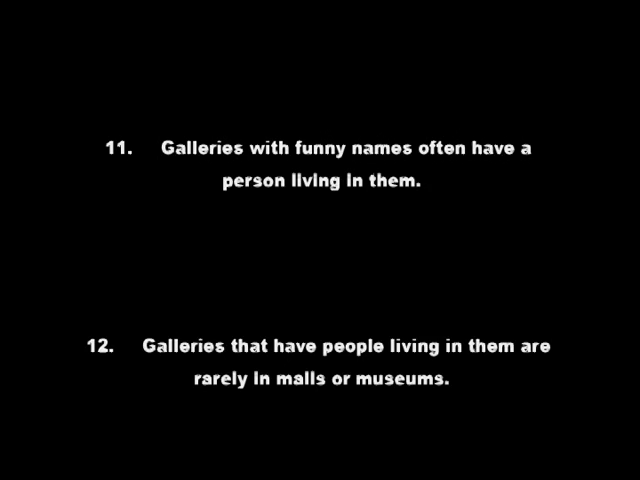 11. Galleries with funny names often have a
person living in them.
12. Galleries that have people living in them are
rarely in malls or museums.